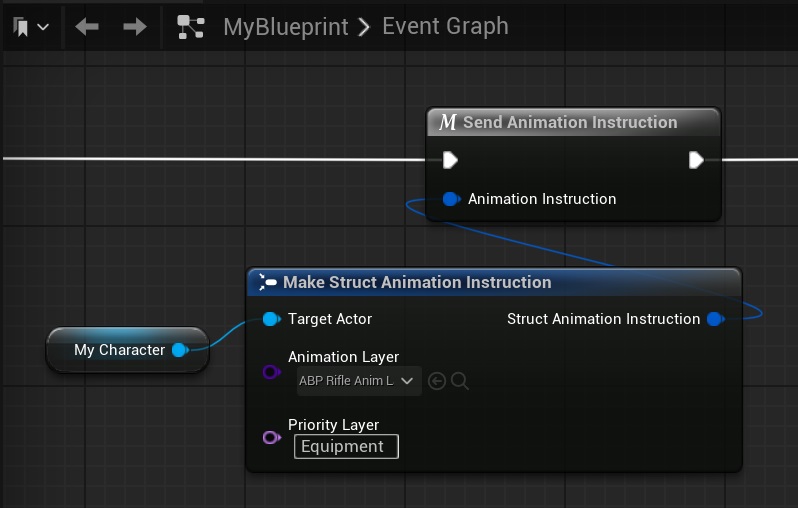 MyBlueprint > Event Graph
M Send Animation Instruction
Animation Instruction
Make Struct Animation Instruction
Target Actor
Struct Animation Instruction
My Character
Animation Layer
ABP Rifle Anim L
Priority Layer
Equipment